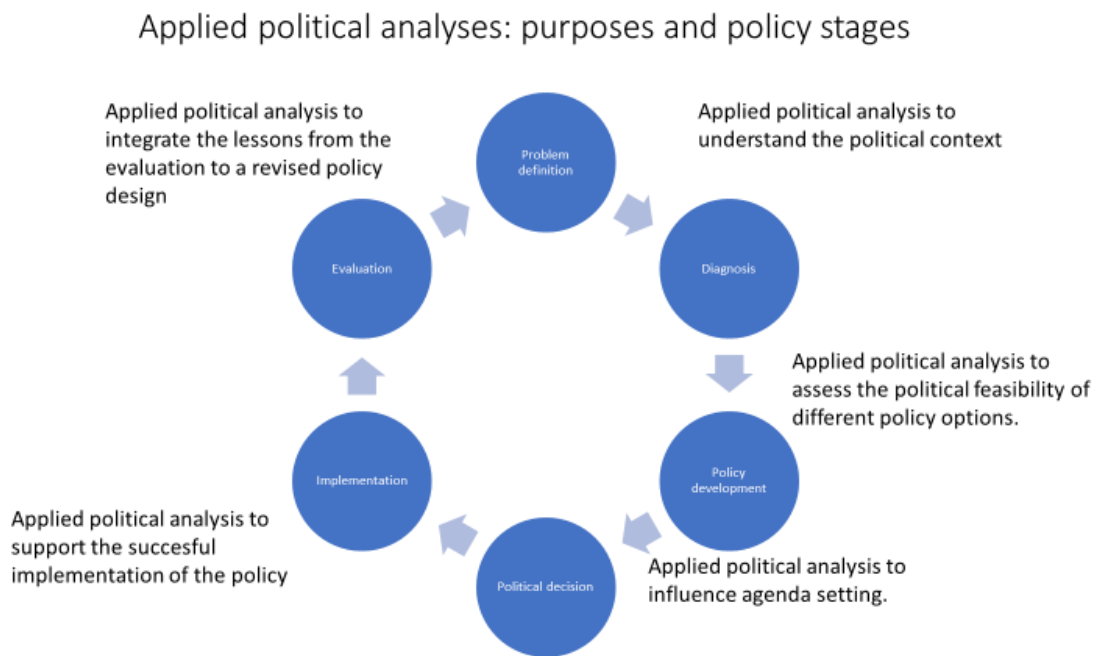 Applied political analyses: purposes and policy stages
Applied political analysis to
integrate the lessons from the
evaluation to a revised policy
design
Problem
definition
Applied political analysis to
understand the political context
Evaluation
Diagnosis
Applied political analysis to
assess the political feasibility of
different policy options.
Implementation
Policy
development
Applied political analysis to
support the succesful
implementation of the policy
Political decision
Applied political analysis to
influence agenda setting.